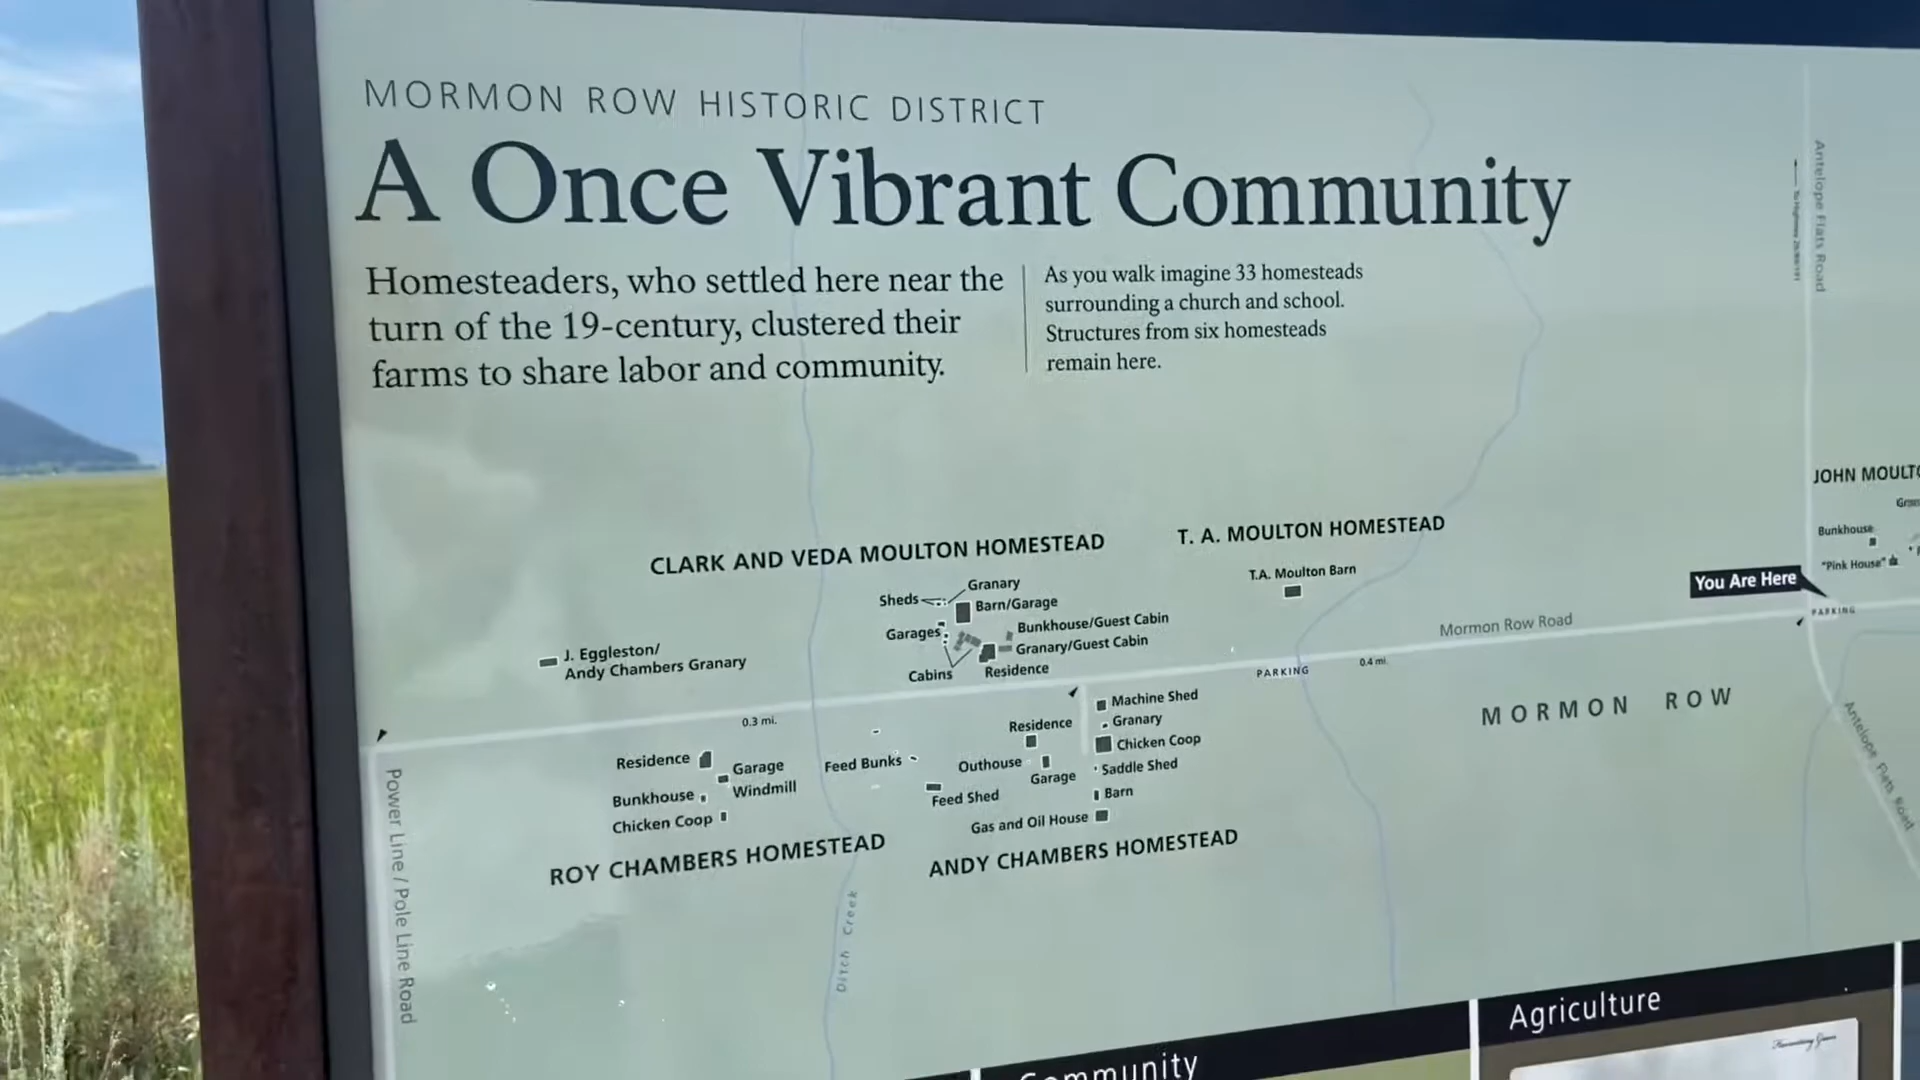 MORMON ROW HISTORIC DISTRICT
A Once Vibrant Community
Homesteaders, who settled here near the
turn of the 19-century, clustered their
farms to share labor and community.
As you walk imagine 33 homesteads
surrounding a church and school.
Structures from six homesteads
remain here.
Antelope Flats Road
JOHN MOULTO
Bunkhouse
"Pink House"
You Are Here
PARKING
CLARK AND VEDA MOULTON HOMESTEAD
T. A. MOULTON HOMESTEAD
T.A. Moulton Barn
Sheds
Granary
Barn/Garage
Garages
Bunkhouse/Guest Cabin
Granary/Guest Cabin
Cabins
Residence
J. Eggleston/
Andy Chambers Granary
Mormon Row Road
PARKING
0.4 mi.
0.3 mi.
MORMON ROW
Antelope Flats Road
Residence
Garage
Windmill
Bunkhouse
Chicken Coop
ROY CHAMBERS HOMESTEAD
Feed Bunks
Feed Shed
Residence
Outhouse
Garage
Machine Shed
Granary
Chicken Coop
Saddle Shed
Barn
Gas and Oil House
ANDY CHAMBERS HOMESTEAD
Power Line / Pole Line Road
Ditch Creek
Community
Agriculture